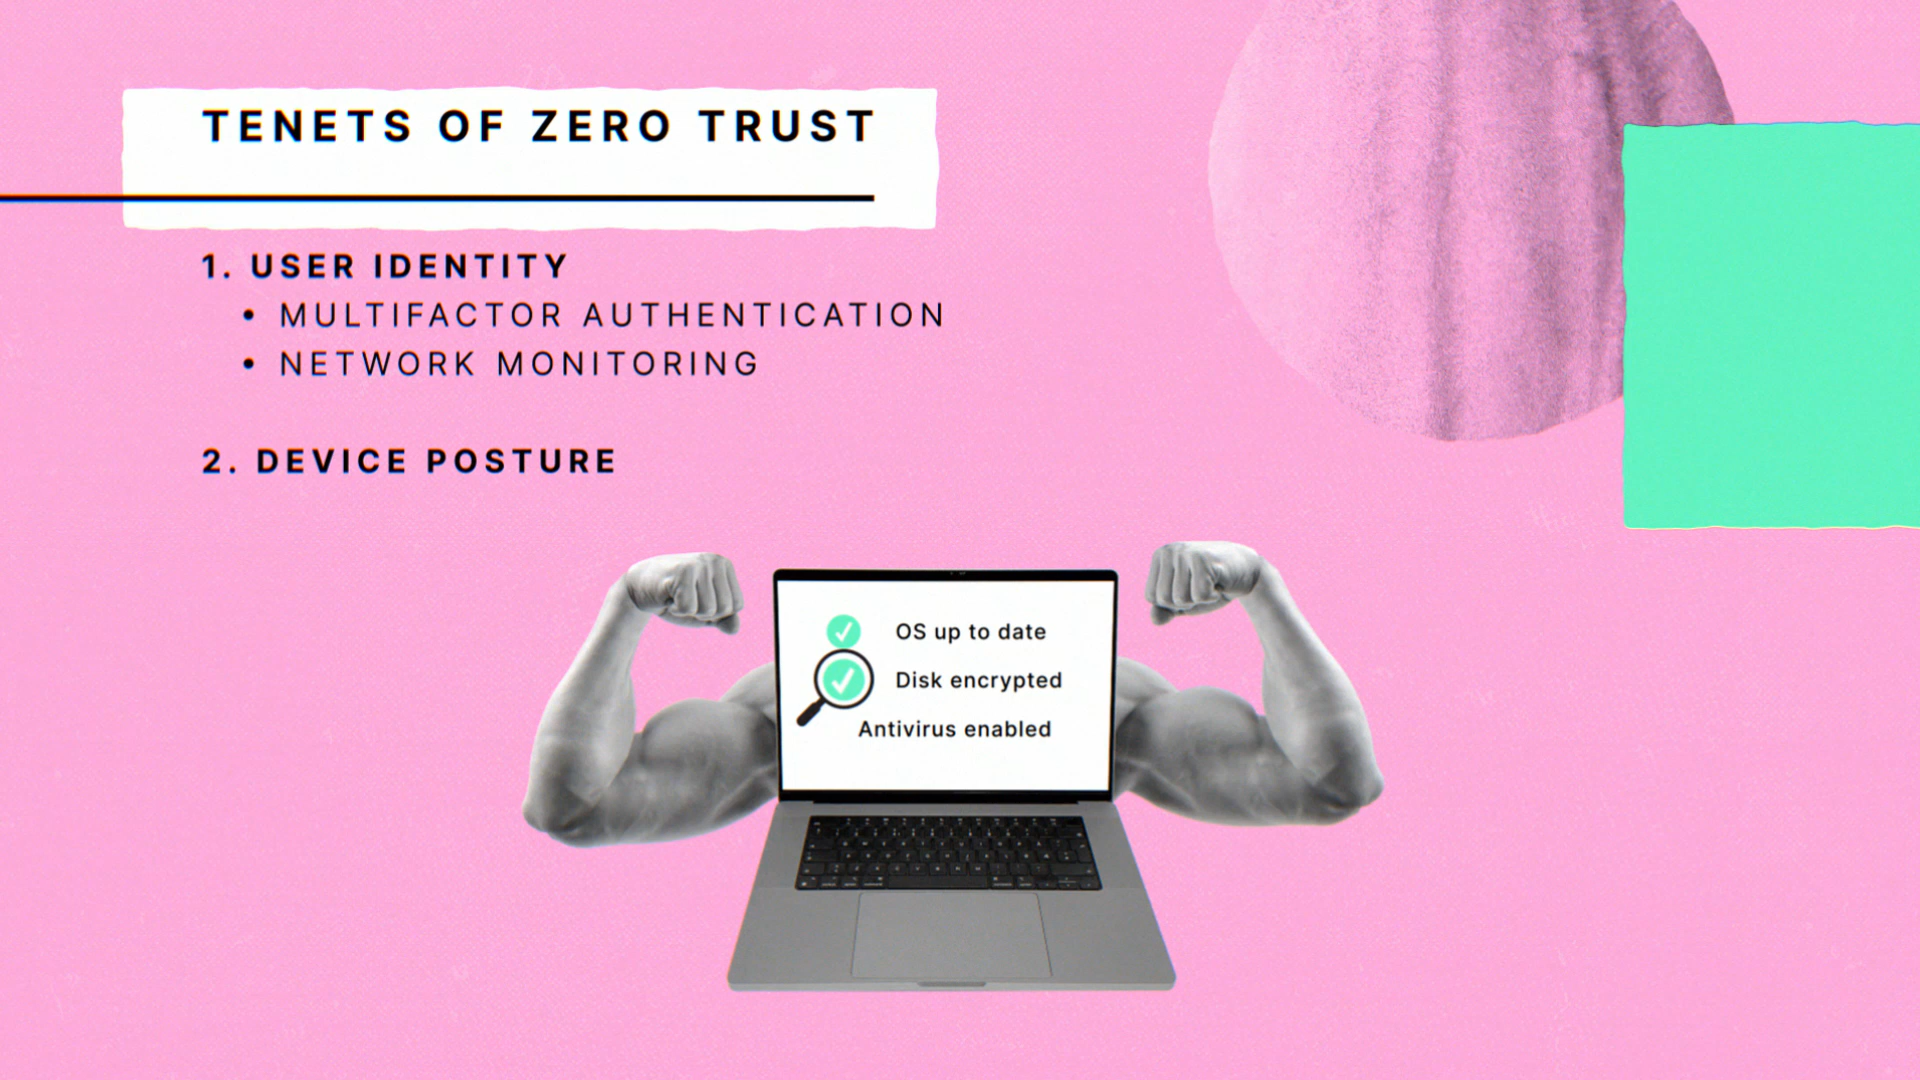 TENETS OF ZERO TRUST
1. USER IDENTITY
• MULTIFACTOR AUTHENTICATION
• NETWORK MONITORING
2. DEVICE POSTURE
OS up to date
Disk encrypted
Antivirus enabled